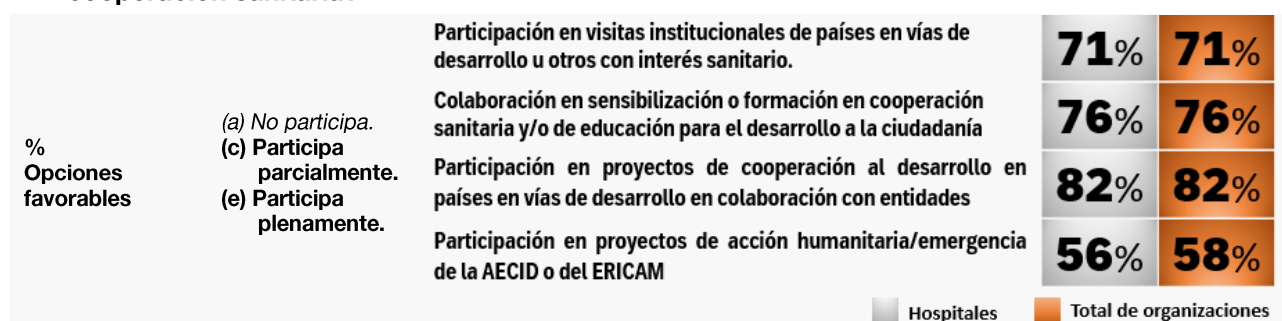 cooperación sanitaria?
Participación en visitas institucionales de países en vías de
desarrollo u otros con interés sanitario.
71% 71%
Colaboración en sensibilización o formación en cooperación
sanitaria y/o de educación para el desarrollo a la ciudadanía
76% 76%
%
Opciones
favorables
(a) No participa.
(c) Participa
parcialmente.
(e) Participa
plenamente.
Participación en proyectos de cooperación al desarrollo en
países en vías de desarrollo en colaboración con entidades
82% 82%
Participación en proyectos de acción humanitaria/emergencia
de la AECID o del ERICAM
56% 58%
Hospitales
Total de organizaciones